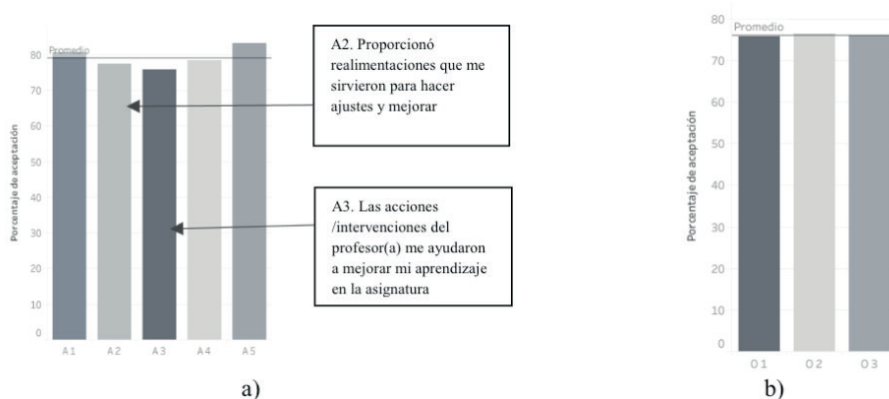 Porcentaje de aceptación
80
70
60
50
40
30
20
10
0
Promedio
A1 A2 A3 A4 A5
A2. Proporcionó
realimentaciones que me
sirvieron para hacer
ajustes y mejorar
A3. Las acciones
/intervenciones del
profesor(a) me ayudaron
a mejorar mi aprendizaje
en la asignatura
a)
Porcentaje de aceptación
80
70
60
50
40
30
20
10
0
Promedio
O1 O2 O3
b)